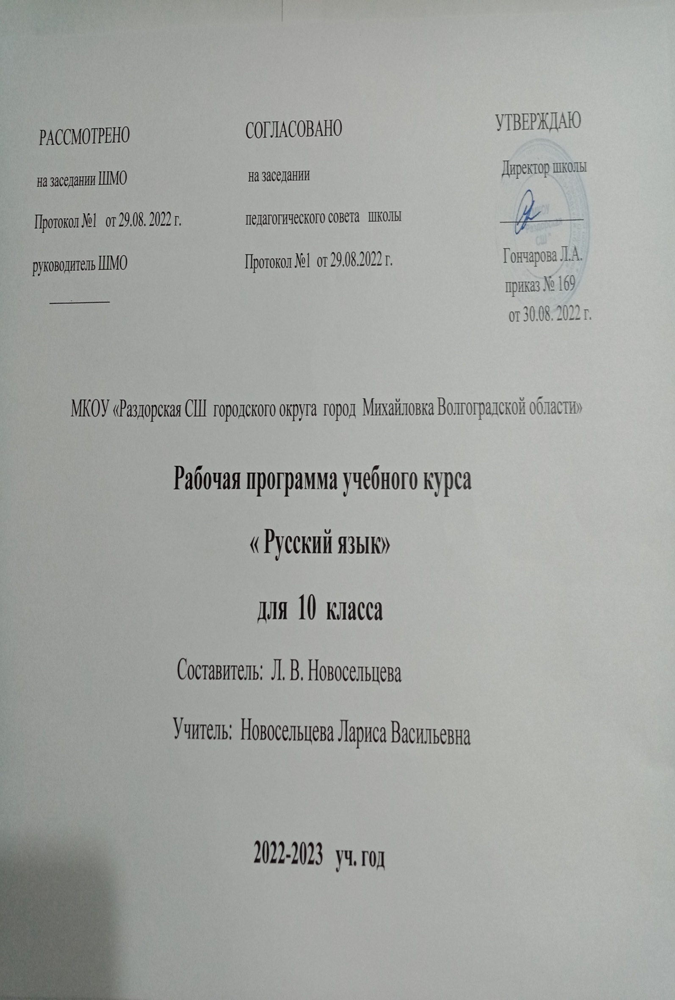 РАССМОТРЕНО
на заседании ШМО
Протокол №1 от 29.08. 2022 г.
руководитель ШМО
СОГЛАСОВАНО
на заседании
педагогического совета школы
Протокол №1 от 29.08.2022 г.
УТВЕРЖДАЮ
Директор школы
Раздорская
СШ"
Гончарова Л.А.
приказ № 169
от 30.08. 2022 г.
МКОУ «Раздорская СШ городского округа город Михайловка Волгоградской области»
Рабочая программа учебного курса
« Русский язык»
для 10 класса
Составитель: Л. В. Новосельцева
Учитель: Новосельцева Лариса Васильевна
2022-2023 уч. год